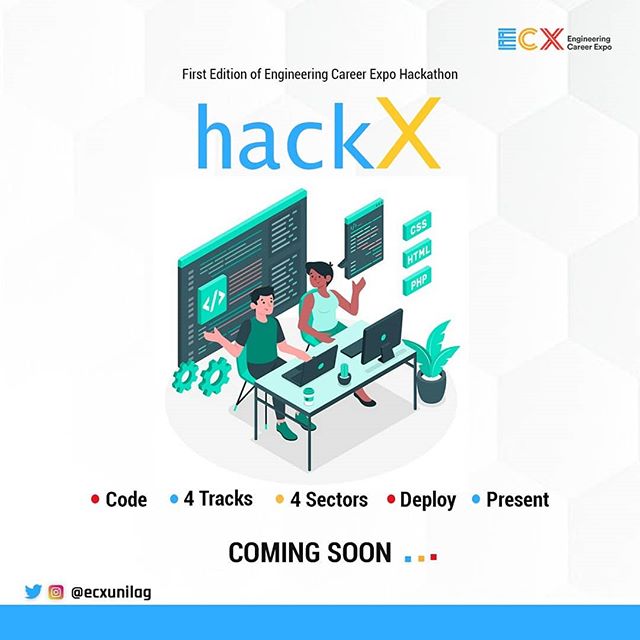 ECX Engineering
Career Expo
First Edition of Engineering Career Expo Hackathon
hackX
CSS
HTML
PHP
</>
• Code • 4 Tracks • 4 Sectors • Deploy • Present
COMING SOON ...
@ecxunilag